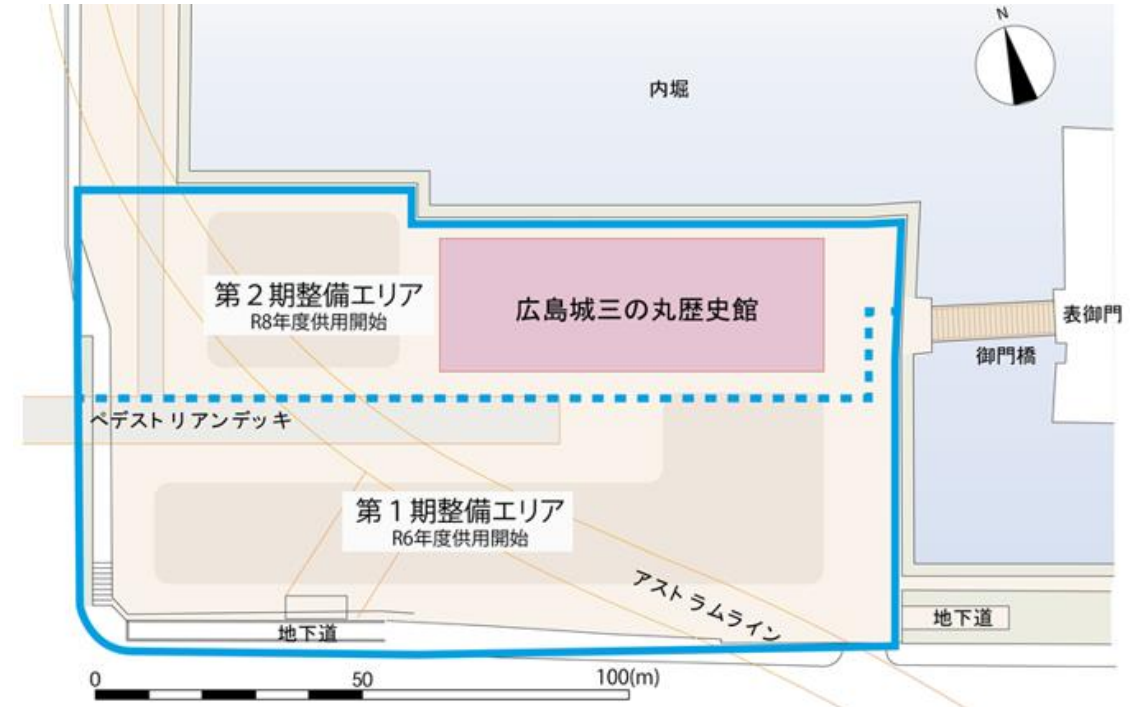 N
内堀
第2期整備エリア
R8年度供用開始
広島城三の丸歴史館
表御門
御門橋
ペデストリアンデッキ
第1期整備エリア
R6年度供用開始
アストラムライン
地下道
地下道
0 50 100(m)